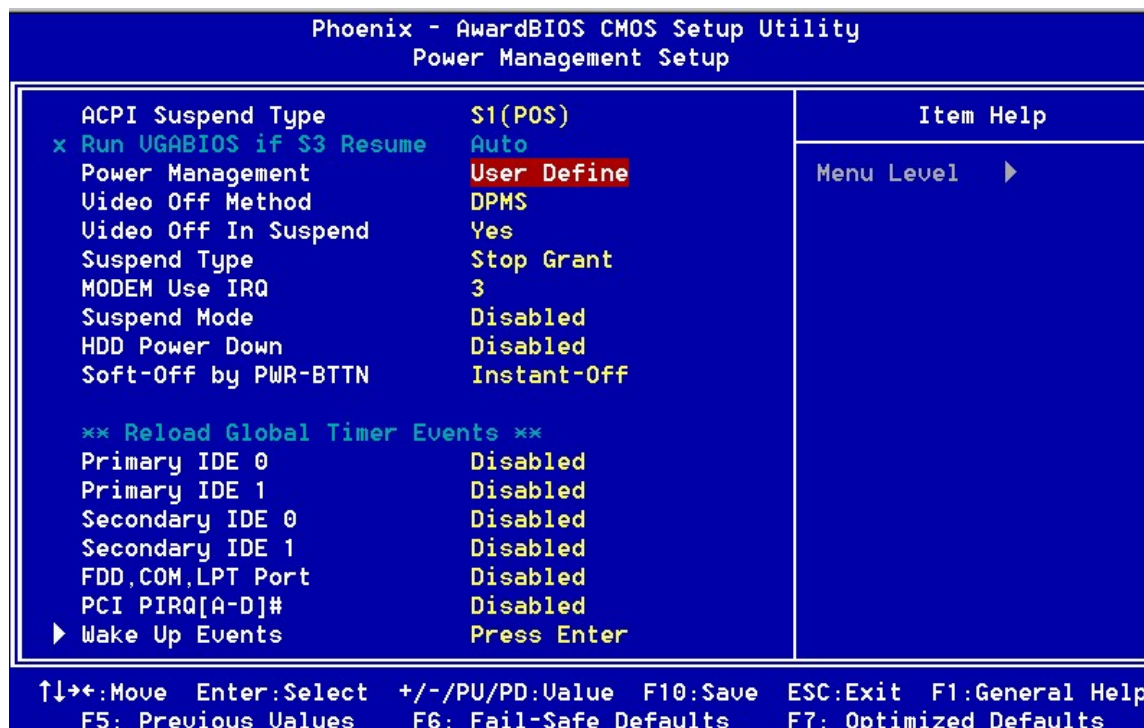 Phoenix - AwardBIOS CMOS Setup Utility
Power Management Setup
ACPI Suspend Type S1(POS)
x Run VGABIOS if S3 Resume Auto
Power Management User Define
Video Off Method DPMS
Video Off In Suspend Yes
Suspend Type Stop Grant
MODEM Use IRQ 3
Suspend Mode Disabled
HDD Power Down Disabled
Soft-Off by PWR-BTTN Instant-Off
** Reload Global Timer Events **
Primary IDE 0 Disabled
Primary IDE 1 Disabled
Secondary IDE 0 Disabled
Secondary IDE 1 Disabled
FDD,COM,LPT Port Disabled
PCI PIRQ[A-D]# Disabled
Wake Up Events Press Enter
Item Help
Menu Level
↑↓→←:Move Enter:Select +/-/PU/PD:Value F10:Save ESC:Exit F1:General Help
F5: Previous Values F6: Fail-Safe Defaults F7: Optimized Defaults